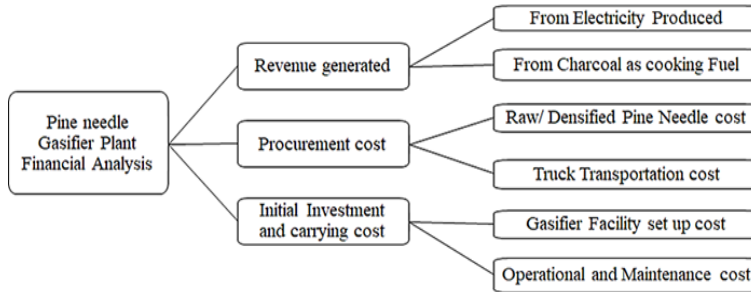 From Electricity Produced
Revenue generated
From Charcoal as cooking Fuel
Pine needle
Gasifier Plant
Financial Analysis
Procurement cost
Raw/ Densified Pine Needle cost
Truck Transportation cost
Initial Investment
and carrying cost
Gasifier Facility set up cost
Operational and Maintenance cost